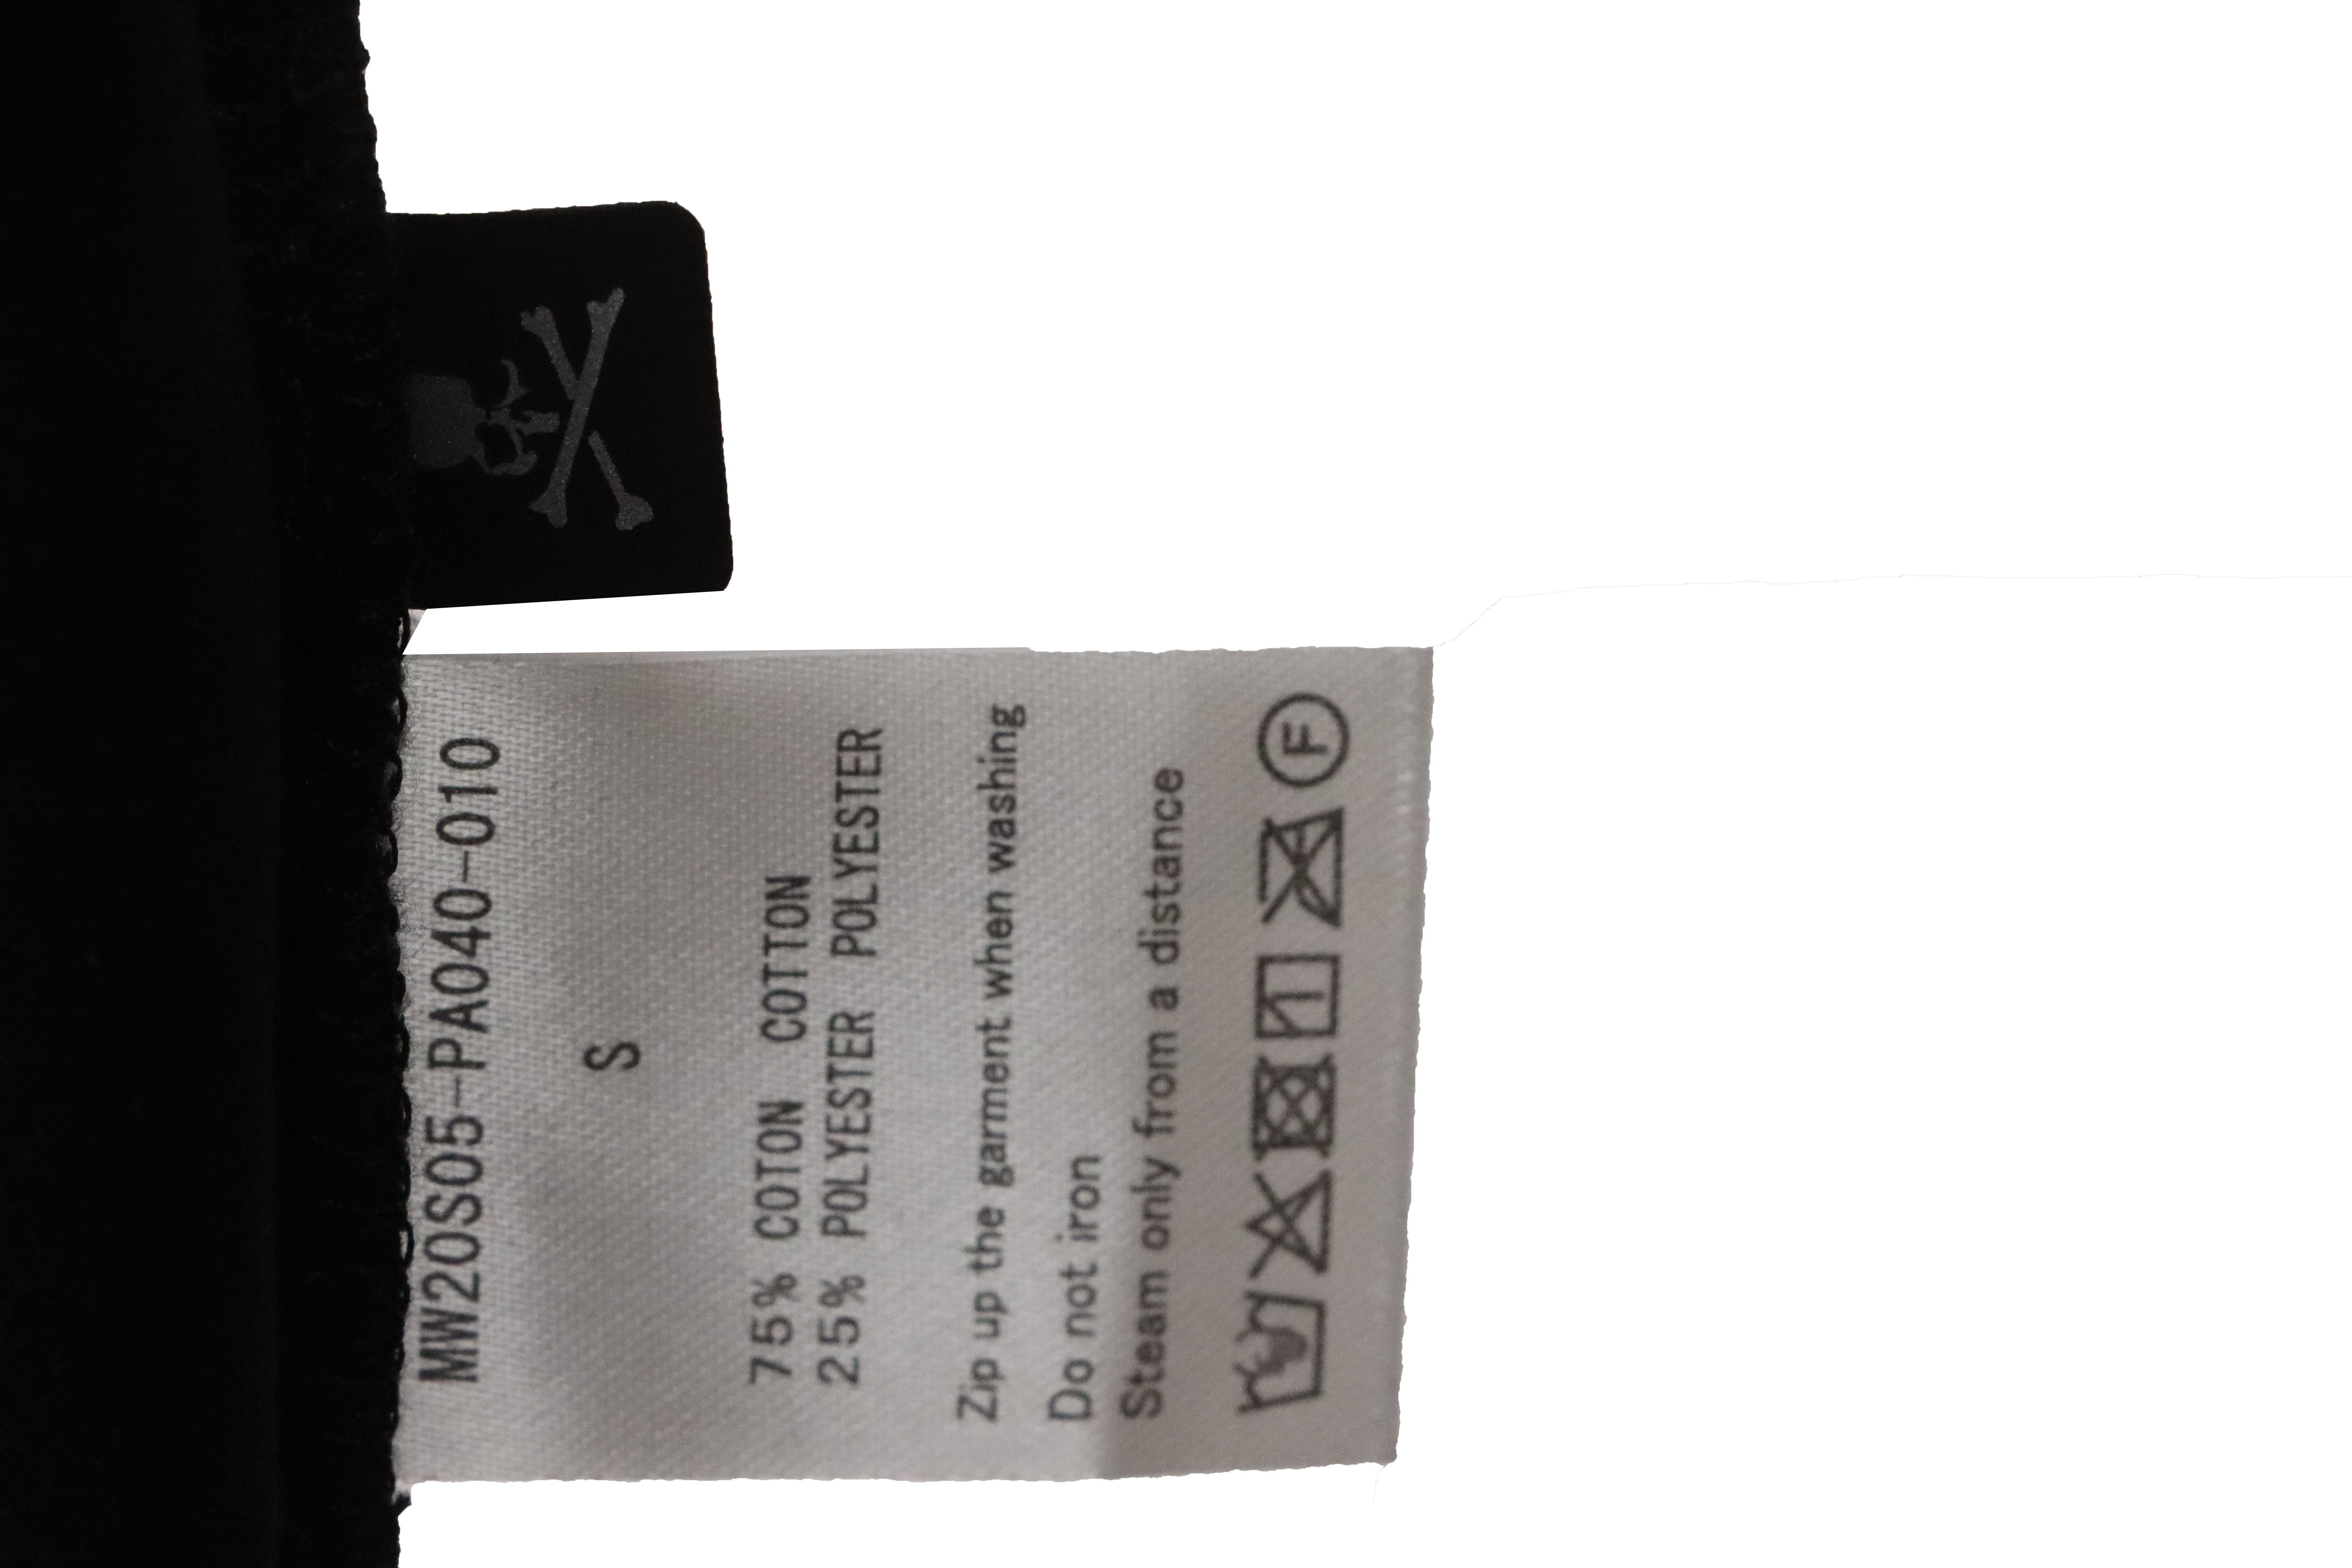 MW20S05-PA040-010
S
75% COTON COTTON
25% POLYESTER POLYESTER
Zip up the garment when washing
Do not iron
Steam only from a distance
F